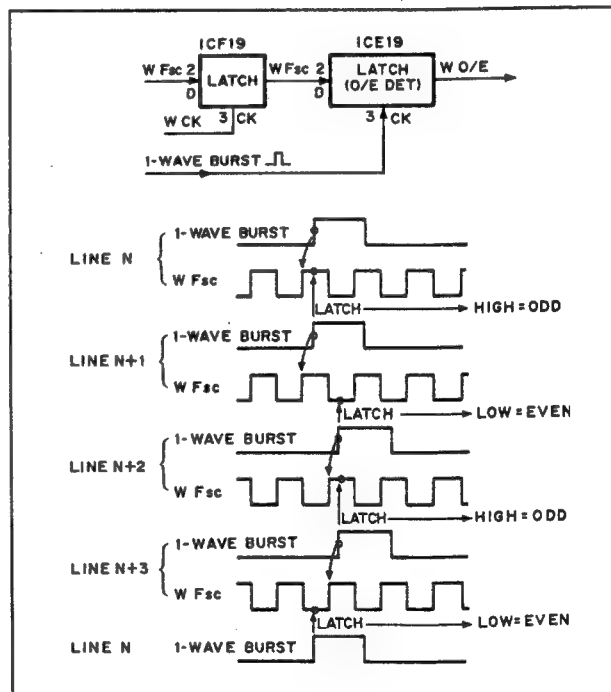 ICF19 ICE19
W Fsc 2 LATCH W Fsc 2 LATCH W O/E
D D (O/E DET)
3 CK 3 CK
W CK
1-WAVE BURST
1-WAVE BURST
LINE N
W Fsc
LATCH HIGH=ODD
1-WAVE BURST
LINE N+1
W Fsc
LATCH LOW=EVEN
1-WAVE BURST
LINE N+2
W Fsc
LATCH HIGH=ODD
1-WAVE BURST
LINE N+3
W Fsc
LATCH LOW=EVEN
LINE N 1-WAVE BURST